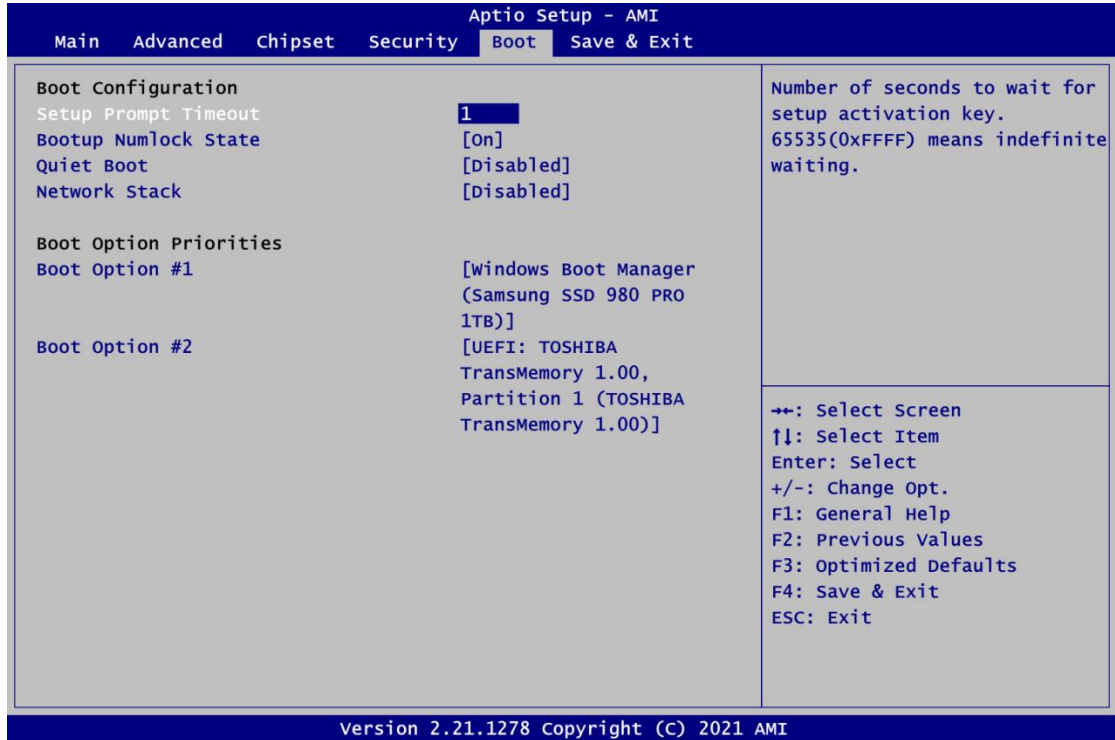 Aptio Setup - AMI
Main Advanced Chipset Security Boot Save & Exit
Boot Configuration
Setup Prompt Timeout 1
Bootup Numlock State [On]
Quiet Boot [Disabled]
Network Stack [Disabled]
Boot Option Priorities
Boot Option #1 [Windows Boot Manager
(Samsung SSD 980 PRO
1TB)]
Boot Option #2 [UEFI: TOSHIBA
TransMemory 1.00,
Partition 1 (TOSHIBA
TransMemory 1.00)]
Number of seconds to wait for
setup activation key.
65535(0xFFFF) means indefinite
waiting.
→←: Select Screen
↑↓: Select Item
Enter: Select
+/-: Change Opt.
F1: General Help
F2: Previous Values
F3: Optimized Defaults
F4: Save & Exit
ESC: Exit
Version 2.21.1278 Copyright (C) 2021 AMI